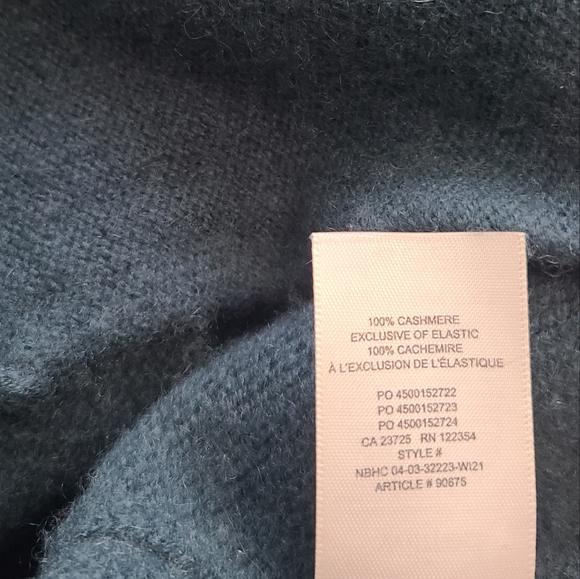 100% CASHMERE
EXCLUSIVE OF ELASTIC
100% CACHEMIRE
À L'EXCLUSION DE L'ÉLASTIQUE
PO 4500152722
PO 4500152723
PO 4500152724
CA 23725 RN 122354
STYLE #
NBHC 04-03-32223-WI21
ARTICLE # 90675